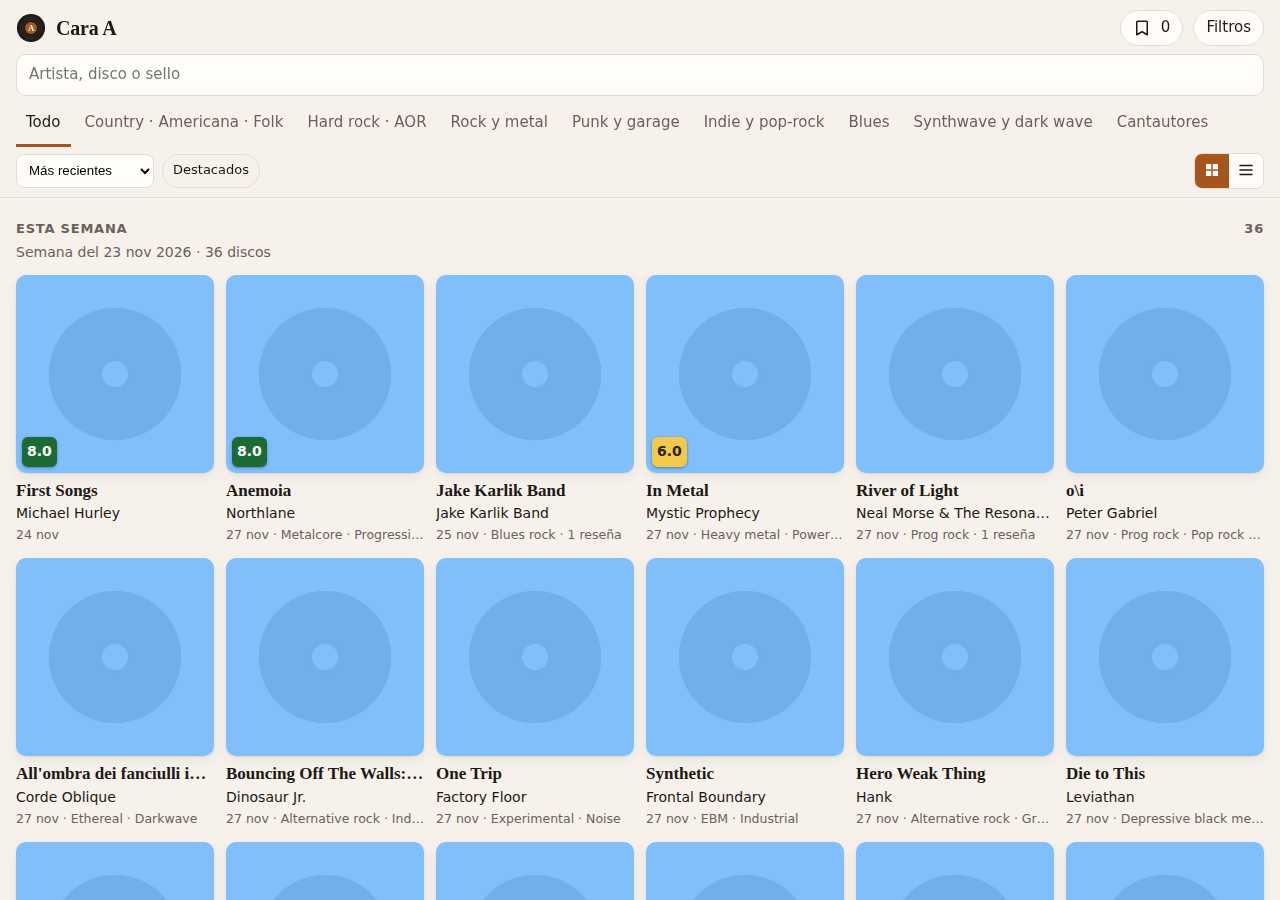 A Cara A
0
Filtros
Artista, disco o sello
Todo Country · Americana · Folk Hard rock · AOR Rock y metal Punk y garage Indie y pop-rock Blues Synthwave y dark wave Cantautores
Más recientes Destacados
ESTA SEMANA 36
Semana del 23 nov 2026 · 36 discos
8.0 8.0 6.0
First Songs Anemoia Jake Karlik Band In Metal River of Light o\i
Michael Hurley Northlane Jake Karlik Band Mystic Prophecy Neal Morse & The Resona… Peter Gabriel
24 nov 27 nov · Metalcore · Progressi… 25 nov · Blues rock · 1 reseña 27 nov · Heavy metal · Power… 27 nov · Prog rock · 1 reseña 27 nov · Prog rock · Pop rock …
All'ombra dei fanciulli i… Bouncing Off The Walls:… One Trip Synthetic Hero Weak Thing Die to This
Corde Oblique Dinosaur Jr. Factory Floor Frontal Boundary Hank Leviathan
27 nov · Ethereal · Darkwave 27 nov · Alternative rock · Ind… 27 nov · Experimental · Noise 27 nov · EBM · Industrial 27 nov · Alternative rock · Gr… 27 nov · Depressive black me…